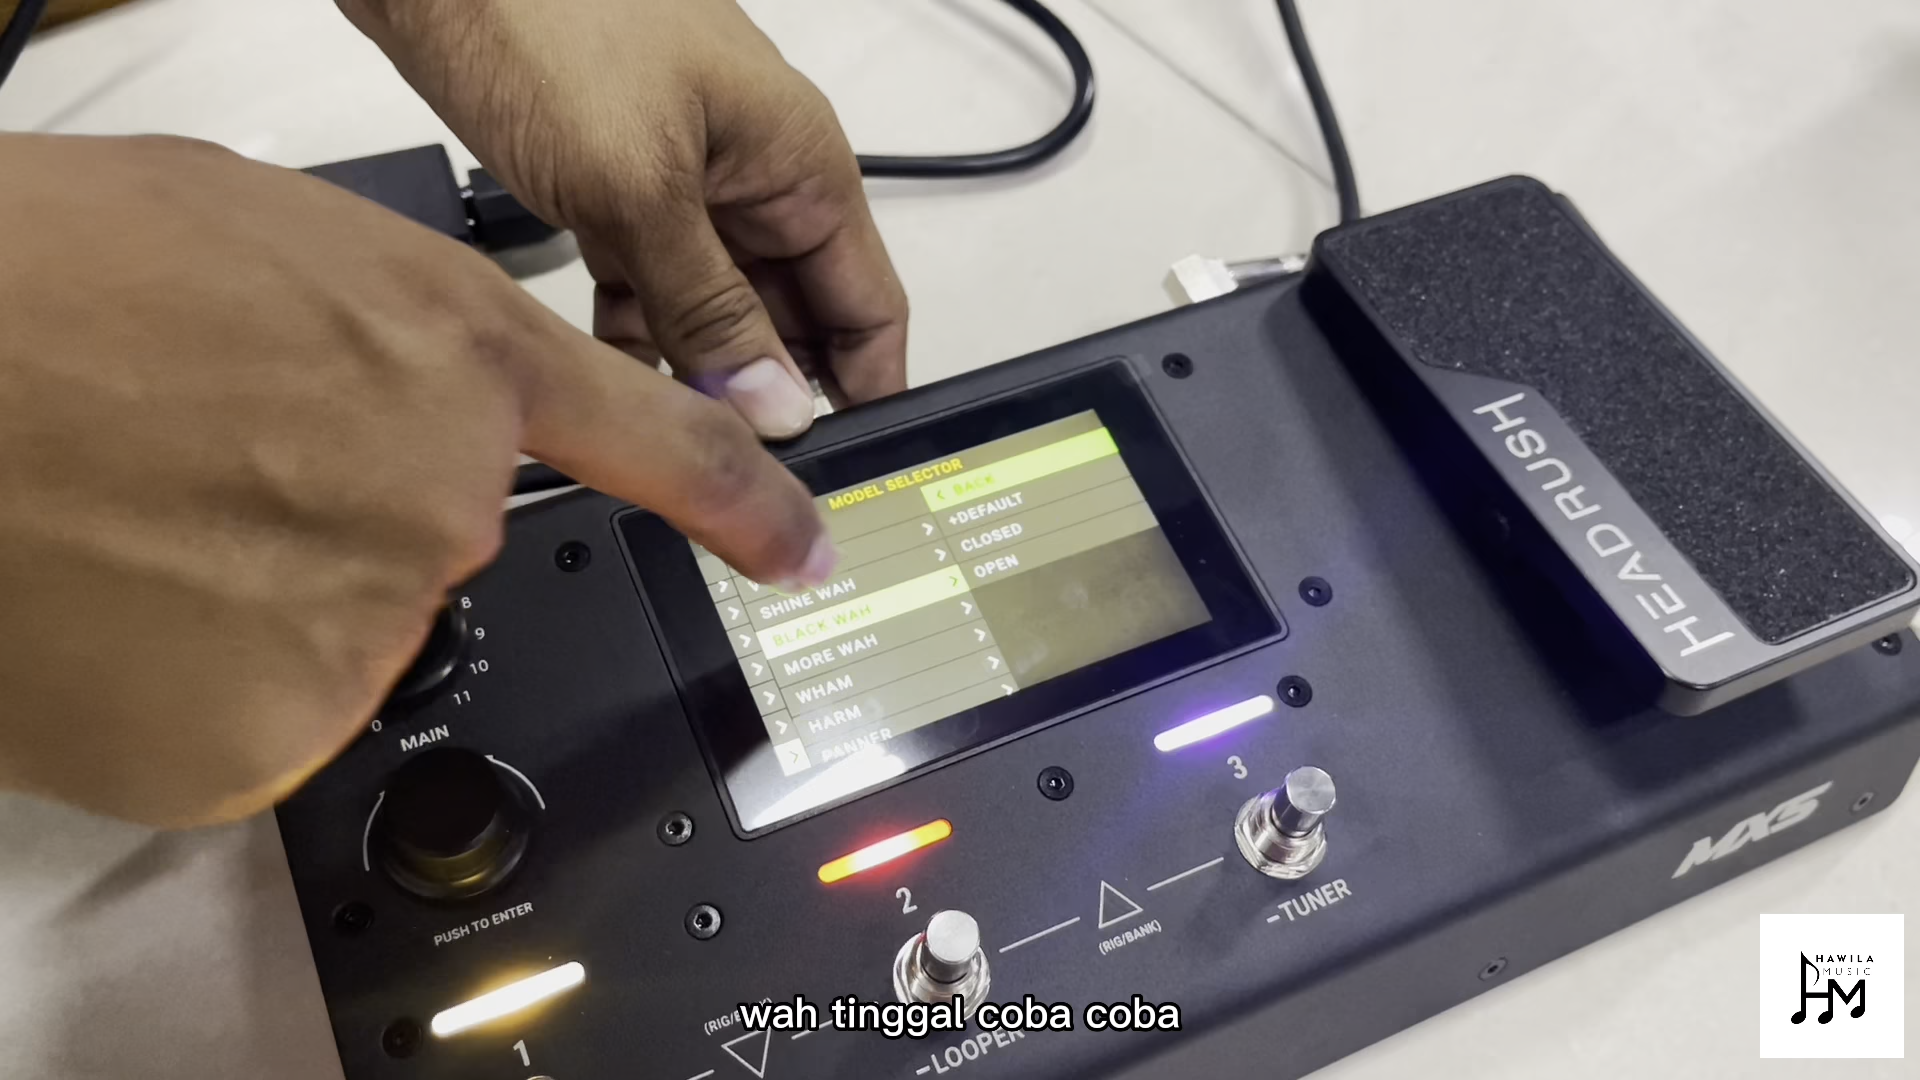 MODEL SELECTOR
< BACK
+DEFAULT
CLOSED
OPEN
SHINE WAH
BLACK WAH
MORE WAH
WHAM
HARM
PANNER
HEADRUSH
8
9
10
11
0
MAIN
PUSH TO ENTER
3
-TUNER
MX5
2
(RIG/BANK)
1
-LOOPER
wah tinggal coba coba
HAWILA
MUSIC
HM